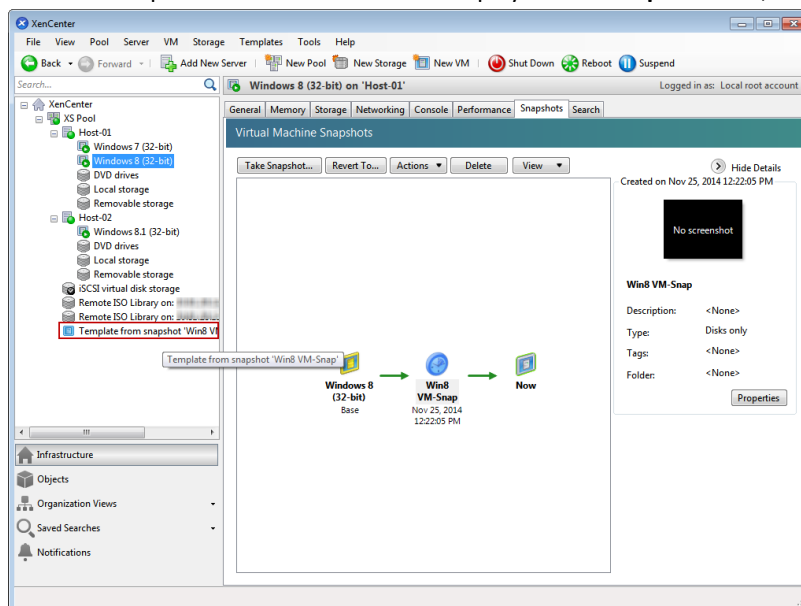 XenCenter
File View Pool Server VM Storage Templates Tools Help
Back Forward Add New Server New Pool New Storage New VM Shut Down Reboot Suspend
Search...
Windows 8 (32-bit) on 'Host-01'
Logged in as: Local root account
XenCenter
XS Pool
Host-01
Windows 7 (32-bit)
Windows 8 (32-bit)
DVD drives
Local storage
Removable storage
Host-02
Windows 8.1 (32-bit)
DVD drives
Local storage
Removable storage
iSCSI virtual disk storage
Remote ISO Library on:
Remote ISO Library on:
Template from snapshot 'Win8 VM
Template from snapshot 'Win8 VM-Snap'
Infrastructure
Objects
Organization Views
Saved Searches
Notifications
General Memory Storage Networking Console Performance Snapshots Search
Virtual Machine Snapshots
Take Snapshot... Revert To... Actions Delete View
Hide Details
Windows 8
(32-bit)
Base
Win8
VM-Snap
Nov 25, 2014
12:22:05 PM
Now
Created on Nov 25, 2014 12:22:05 PM
No screenshot
Win8 VM-Snap
Description: <None>
Type: Disks only
Tags: <None>
Folder: <None>
Properties